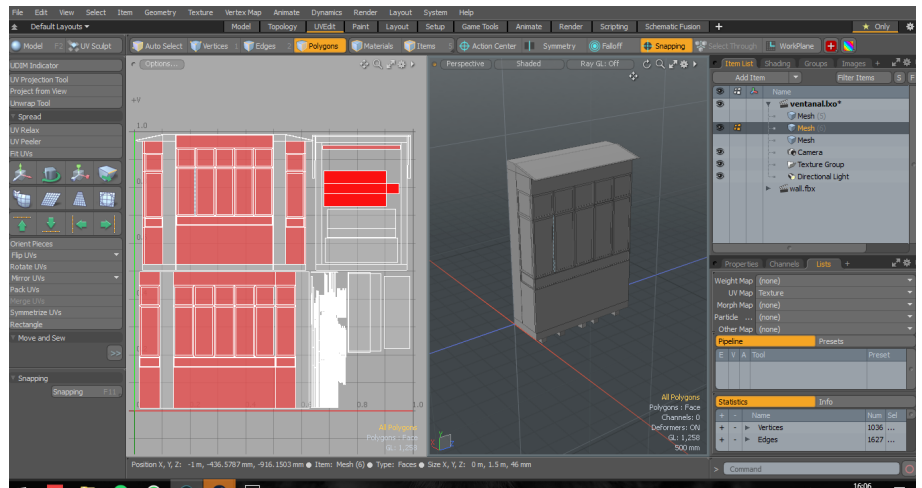 File Edit View Select Item Geometry Texture Vertex Map Animate Dynamics Render Layout System Help
Default Layouts Model Topology UVEdit Paint Layout Setup Game Tools Animate Render Scripting Schematic Fusion + Only
Model F2 UV Sculpt Auto Select Vertices 1 Edges 2 Polygons Materials Items 5 Action Center Symmetry Falloff Snapping Select Through WorkPlane
UDIM Indicator
UV Projection Tool
Project from View
Unwrap Tool
Spread
UV Relax
UV Peeler
Fit UVs
Orient Pieces
Flip UVs
Rotate UVs
Mirror UVs
Pack UVs
Merge UVs
Symmetrize UVs
Rectangle
Move and Sew
>>
Snapping
Snapping F11
Options...
+V
1.0
0.8
1.0
All Polygons
Polygons : Face
GL: 1,258
Perspective Shaded Ray GL: Off
All Polygons
Polygons : Face
Channels: 0
Deformers: ON
GL: 1,258
500 mm
Position X, Y, Z: -1 m, -436.5787 mm, -916.1503 mm Item: Mesh (6) Type: Faces Size X, Y, Z: 0 m, 1.5 m, 46 mm
Item List Shading Groups Images +
Add Item Filter Items S F
Name
ventanal.lxo*
Mesh (5)
Mesh
Mesh
Camera
Texture Group
Directional Light
wall.fbx
Properties Channels Lists +
Weight Map (none)
UV Map Texture
Morph Map (none)
Particle ... (none)
Other Map (none)
Pipeline Presets
E V A Tool Preset
Statistics Info
+ - Name Num Sel
+ - Vertices 1036 ...
+ - Edges 1627 ...
> Command
16:06